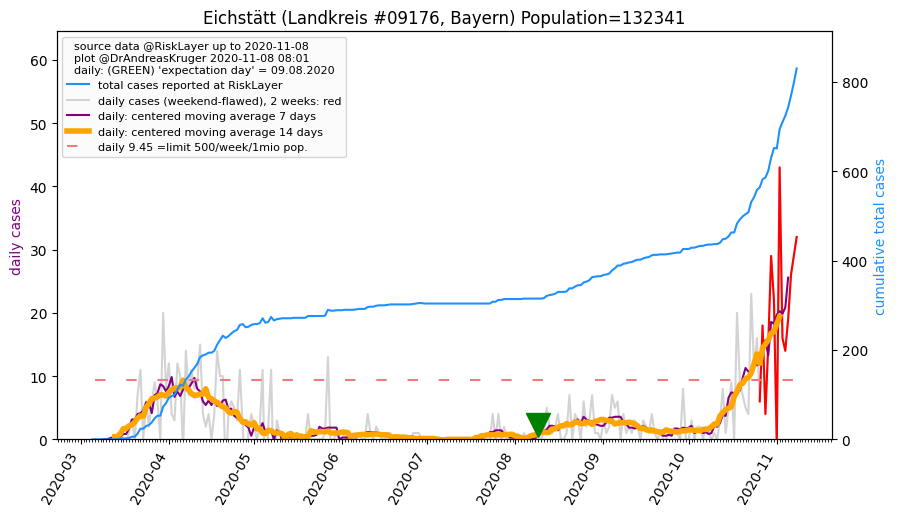 Eichstätt (Landkreis #09176, Bayern) Population=132341
source data @RiskLayer up to 2020-11-08
plot @DrAndreasKruger 2020-11-08 08:01
daily: (GREEN) 'expectation day' = 09.08.2020
total cases reported at RiskLayer
daily cases (weekend-flawed), 2 weeks: red
daily: centered moving average 7 days
daily: centered moving average 14 days
daily 9.45 =limit 500/week/1mio pop.
daily cases
60
50
40
30
20
10
0
cumulative total cases
800
600
400
200
0
2020-03
2020-04
2020-05
2020-06
2020-07
2020-08
2020-09
2020-10
2020-11